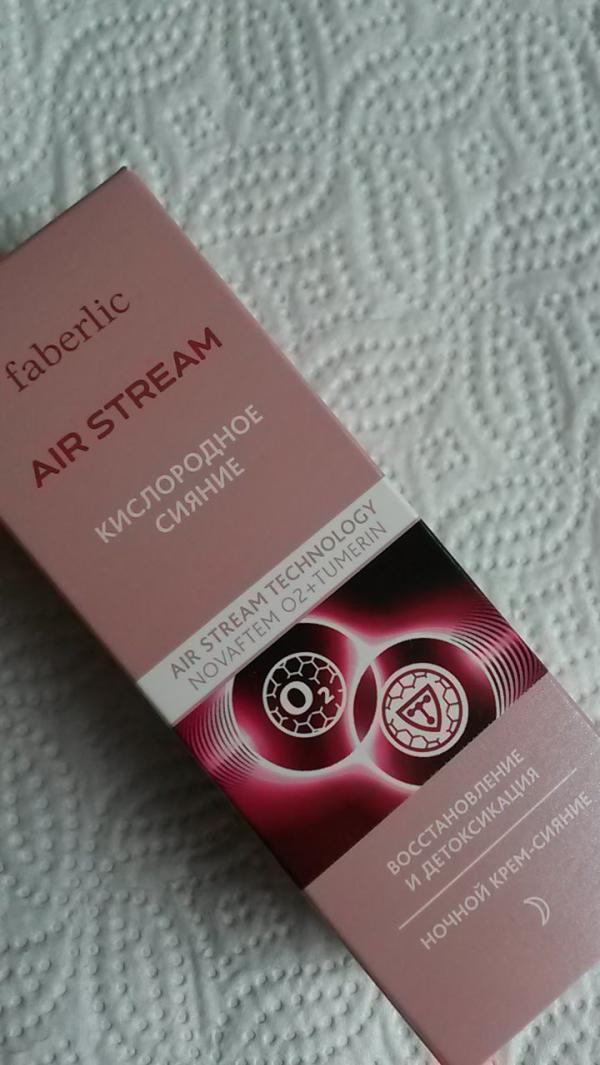 faberlic
AIR STREAM
КИСЛОРОДНОЕ
СИЯНИЕ
AIR STREAM TECHNOLOGY
NOVAFTEM O2+TUMERIN
O2
ВОССТАНОВЛЕНИЕ
И ДЕТОКСИКАЦИЯ
НОЧНОЙ КРЕМ-СИЯНИЕ